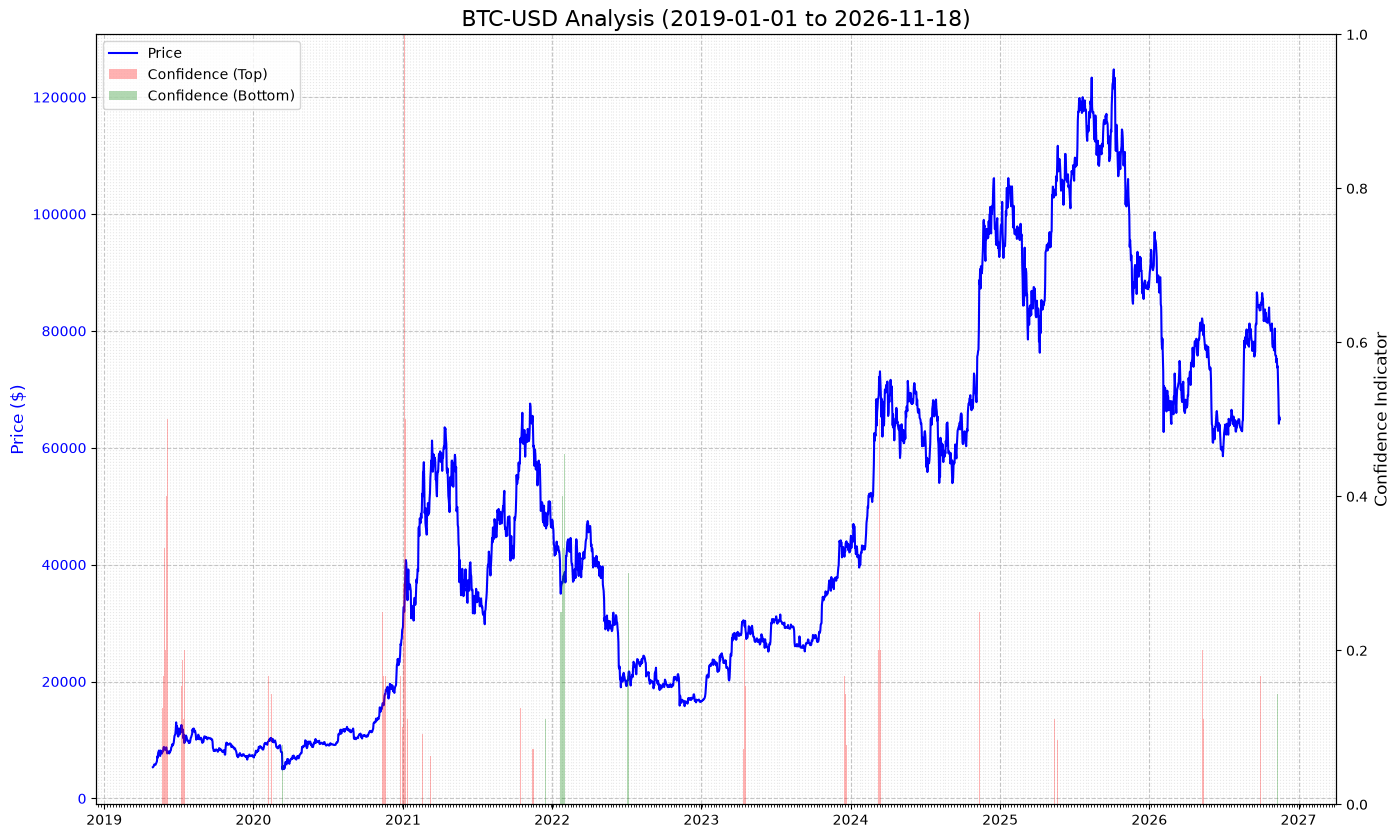 BTC-USD Analysis (2019-01-01 to 2026-11-18)
Price
Confidence (Top)
Confidence (Bottom)
Price ($)
120000
100000
80000
60000
40000
20000
0
1.0
0.8
0.6
0.4
0.2
0.0
Confidence Indicator
2019 2020 2021 2022 2023 2024 2025 2026 2027